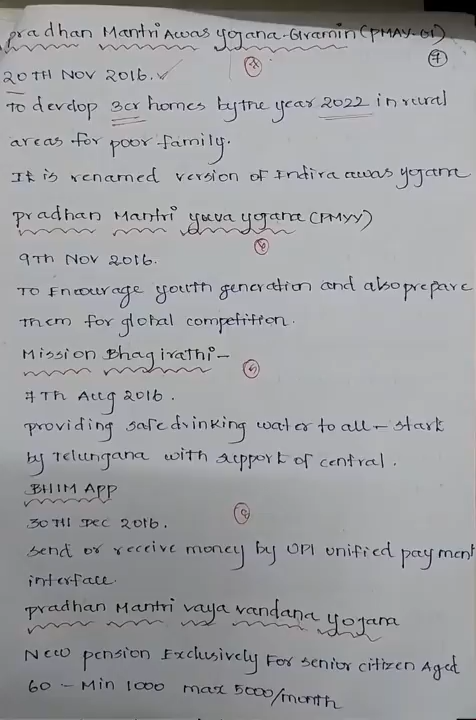 Pradhan Mantri Awas yojana-Gramin (PMAY-G)
7
20TH NOV 2016.
To devdop 3cr homes by the year 2022 in rural
areas for poor family.
It is renamed version of Indira awas yojana
pradhan Mantri yuva yojana (PMYY)
9TH NOV 2016.
To Encourage youth generation and also prepare
them for global competition.
Mission Bhagirathi-
7TH Aug 2016.
providing safe drinking water to all - start
by Telungana with support of central.
BHIM APP
30TH Dec 2016.
send or receive money by UPI unified payment
interface.
pradhan Mantri vaya vandana yojana
New pension Exclusively For senior citizen Aged
60 - Min 1000 max 5000/month